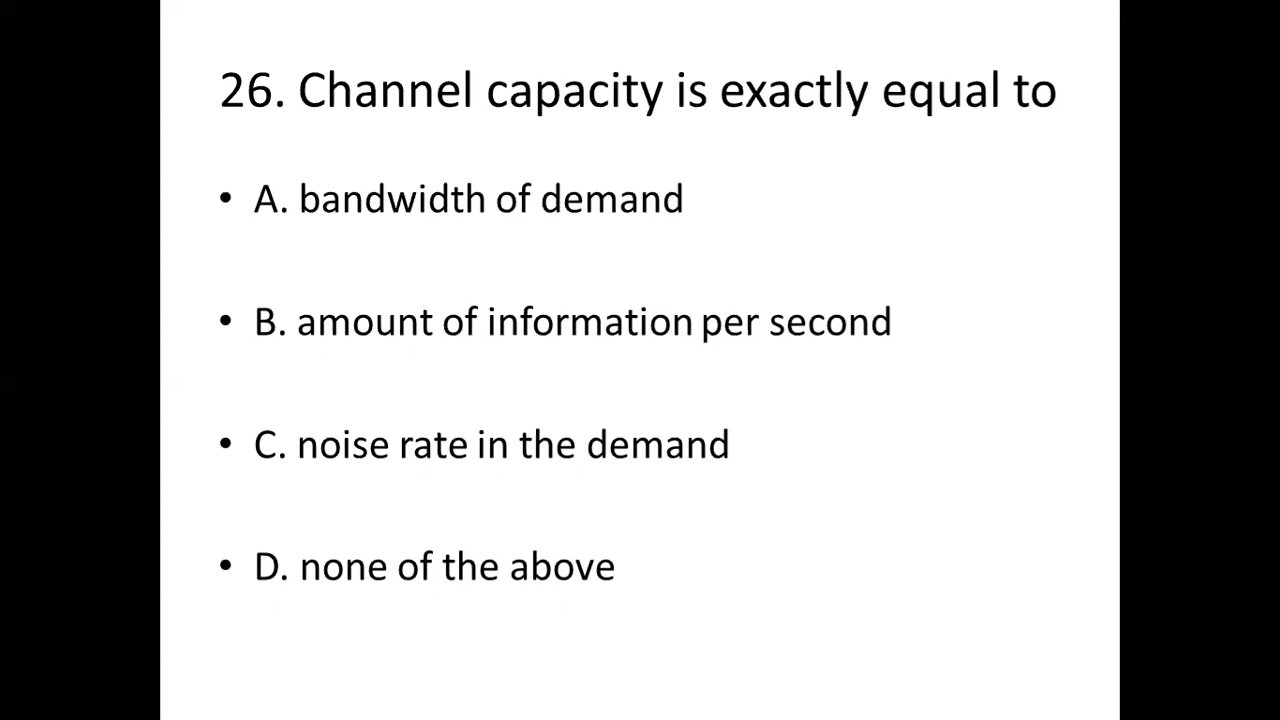 26. Channel capacity is exactly equal to
• A. bandwidth of demand
• B. amount of information per second
• C. noise rate in the demand
• D. none of the above